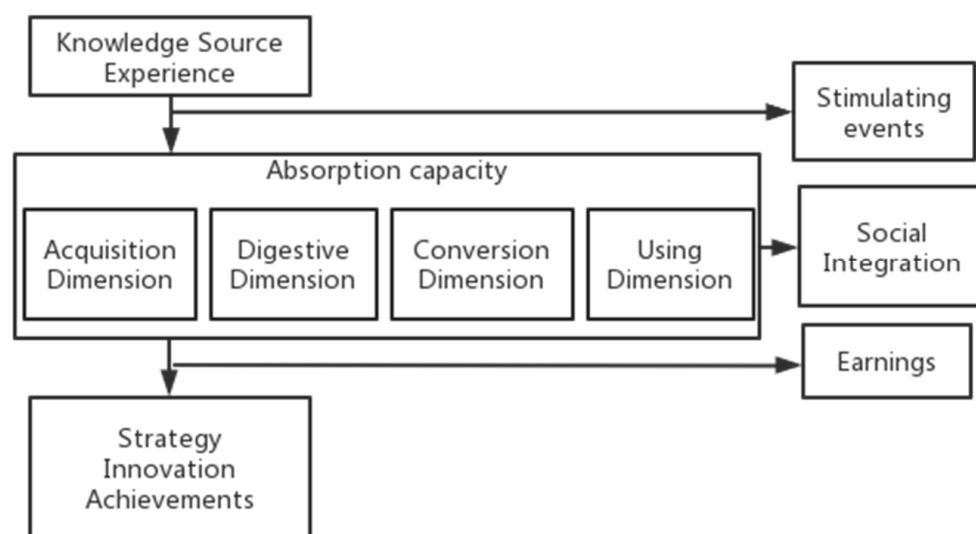 Knowledge Source
Experience
Stimulating
events
Absorption capacity
Acquisition
Dimension
Digestive
Dimension
Conversion
Dimension
Using
Dimension
Social
Integration
Earnings
Strategy
Innovation
Achievements